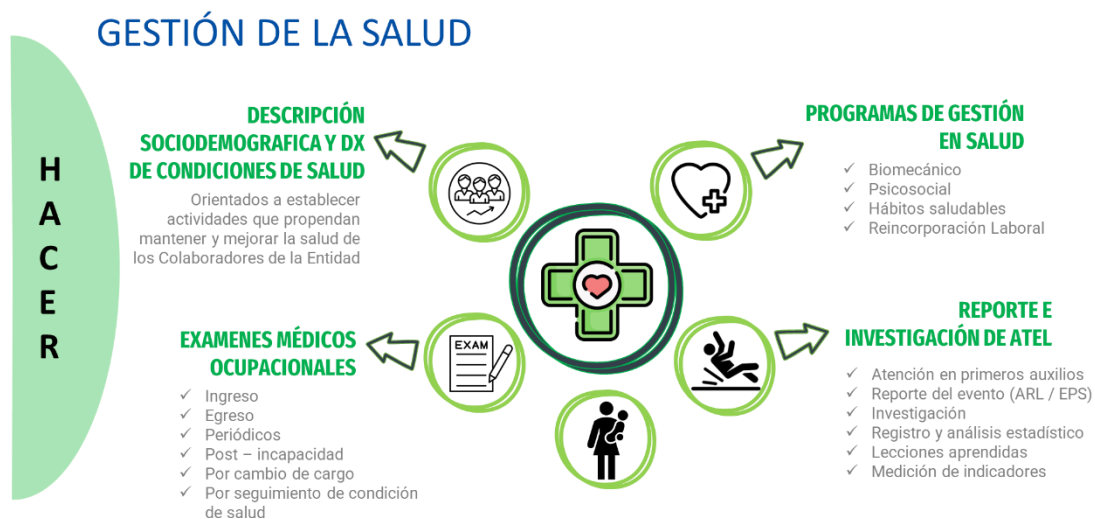 GESTIÓN DE LA SALUD
H
A
C
E
R
DESCRIPCIÓN
SOCIODEMOGRAFICA Y DX
DE CONDICIONES DE SALUD
Orientados a establecer
actividades que propendan
mantener y mejorar la salud de
los Colaboradores de la Entidad
PROGRAMAS DE GESTIÓN
EN SALUD
✓ Biomecánico
✓ Psicosocial
✓ Hábitos saludables
✓ Reincorporación Laboral
EXAMENES MÉDICOS
OCUPACIONALES
✓ Ingreso
✓ Egreso
✓ Periódicos
✓ Post – incapacidad
✓ Por cambio de cargo
✓ Por seguimiento de condición
de salud
EXAM
REPORTE E
INVESTIGACIÓN DE ATEL
✓ Atención en primeros auxilios
✓ Reporte del evento (ARL / EPS)
✓ Investigación
✓ Registro y análisis estadístico
✓ Lecciones aprendidas
✓ Medición de indicadores